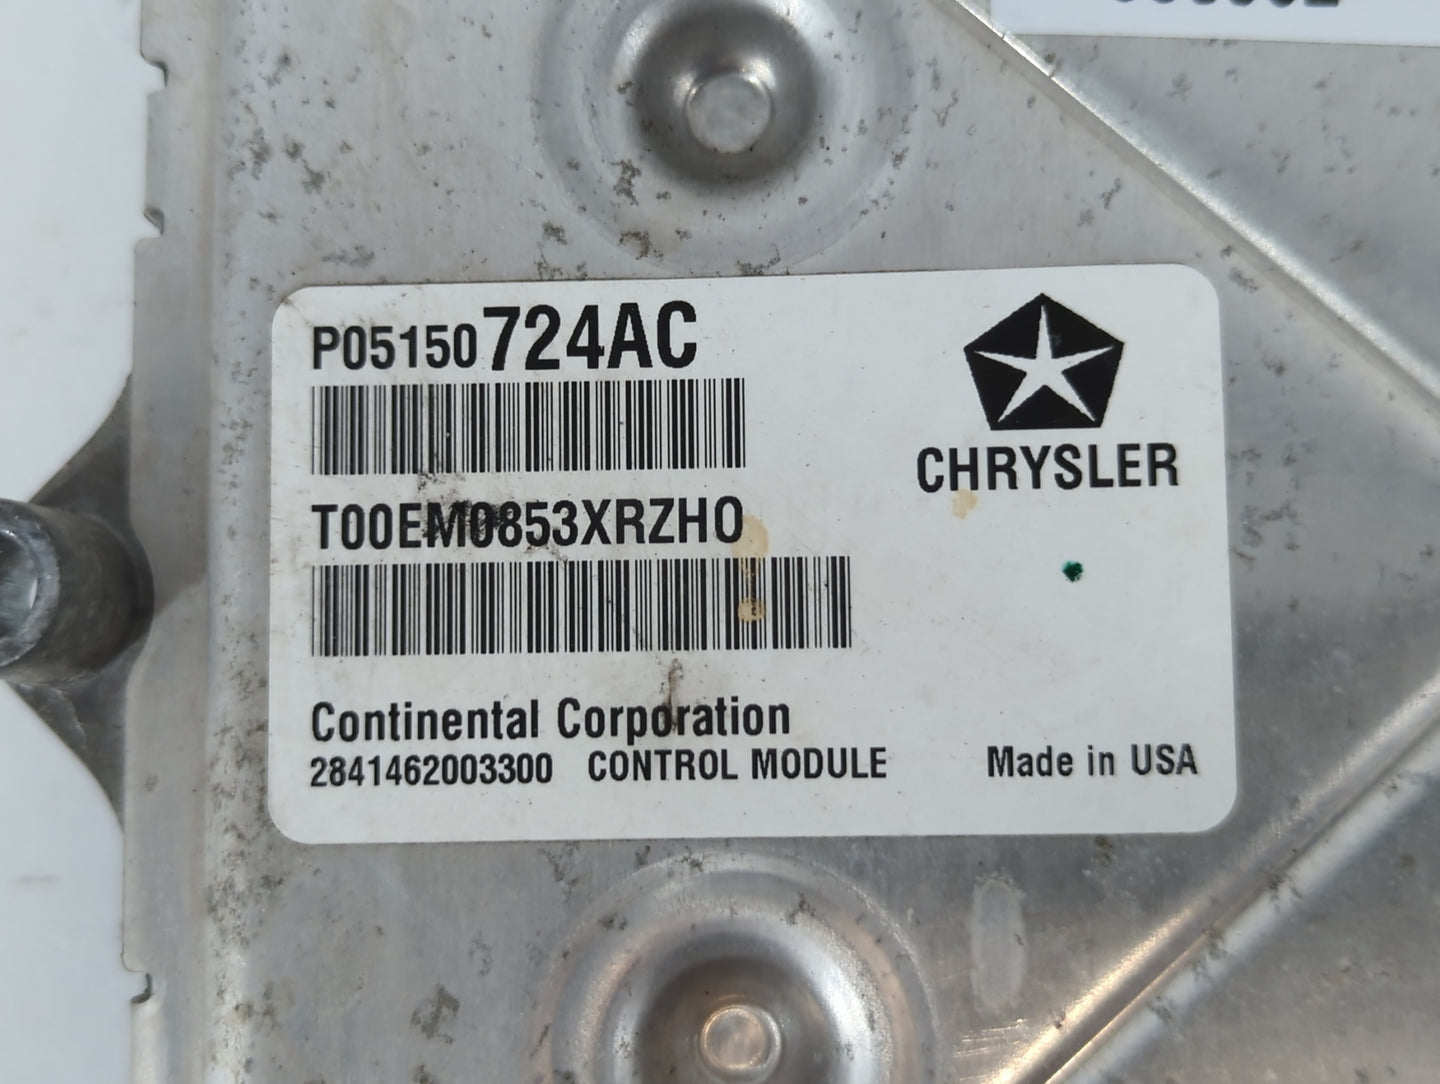 P05150724AC
CHRYSLER
T00EM0853XRZH0
Continental Corporation
2841462003300 CONTROL MODULE Made in USA